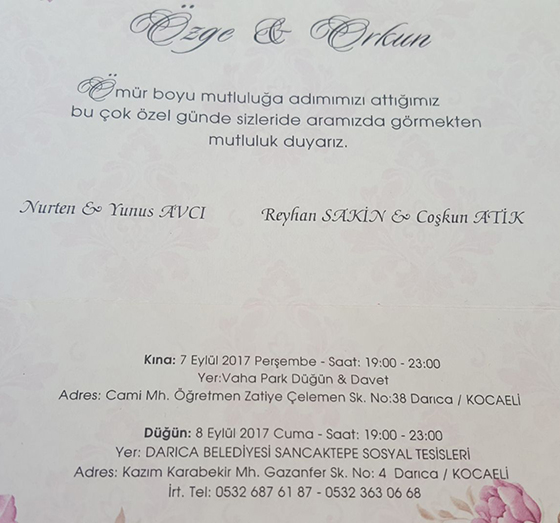 Özge & Orkun
Ömür boyu mutluluğa adımımızı attığımız
bu çok özel günde sizleride aramızda görmekten
mutluluk duyarız.
Nurten & Yunus AVCI
Reyhan SAKİN & Coşkun ATİK
Kına: 7 Eylül 2017 Perşembe - Saat: 19:00 - 23:00
Yer:Vaha Park Düğün & Davet
Adres: Cami Mh. Öğretmen Zatiye Çelemen Sk. No:38 Darıca / KOCAELİ
Düğün: 8 Eylül 2017 Cuma - Saat: 19:00 - 23:00
Yer: DARICA BELEDİYESİ SANCAKTEPE SOSYAL TESİSLERİ
Adres: Kazım Karabekir Mh. Gazanfer Sk. No: 4 Darıca / KOCAELİ
İrt. Tel: 0532 687 61 87 - 0532 363 06 68